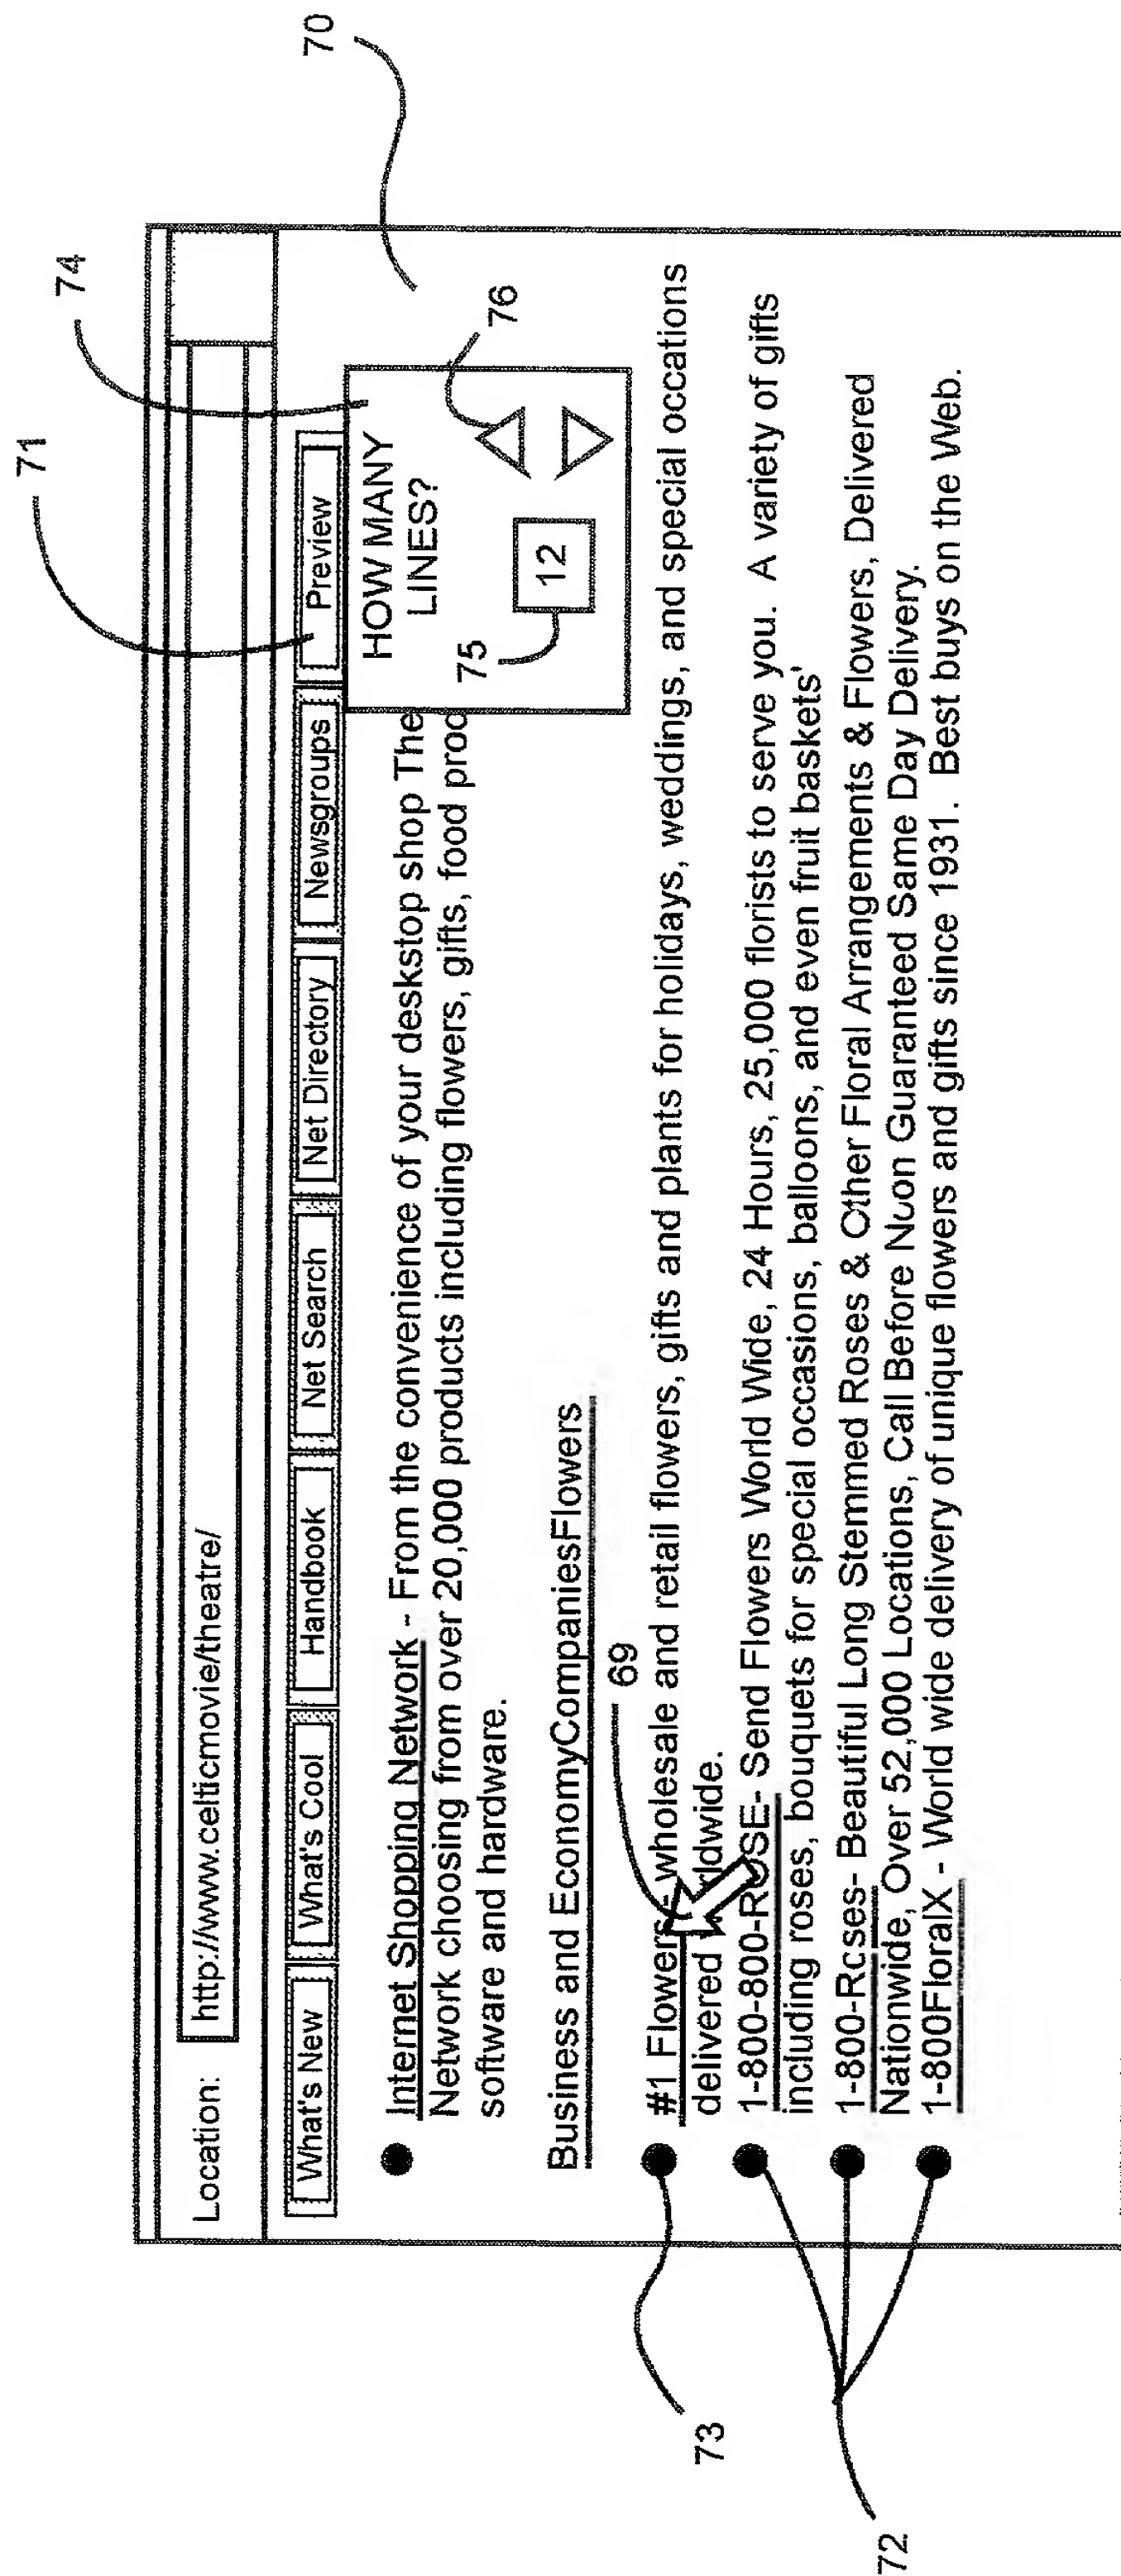 71
74
70
Location:
http://www.celticmovie/theatre/
What's New
What's Cool
Handbook
Net Search
Net Directory
Newsgroups
Preview
HOW MANY
LINES?
75
12
76
Internet Shopping Network - From the convenience of your deskstop shop The
Network choosing from over 20,000 products including flowers, gifts, food prod
software and hardware.
Business and EconomyCompaniesFlowers
69
#1 Flowers - wholesale and retail flowers, gifts and plants for holidays, weddings, and special occations
delivered
1-800-800-ROSE- Send Flowers World Wide, 24 Hours, 25,000 florists to serve you. A variety of gifts
including roses, bouquets for special occasions, balloons, and even fruit baskets'
1-800-Rcses- Beautiful Long Stemmed Roses & Other Floral Arrangements & Flowers, Delivered
Nationwide, Over 52,000 Locations, Call Before Noon Guaranteed Same Day Delivery.
1-800FloralX - World wide delivery of unique flowers and gifts since 1931. Best buys on the Web.
73
72